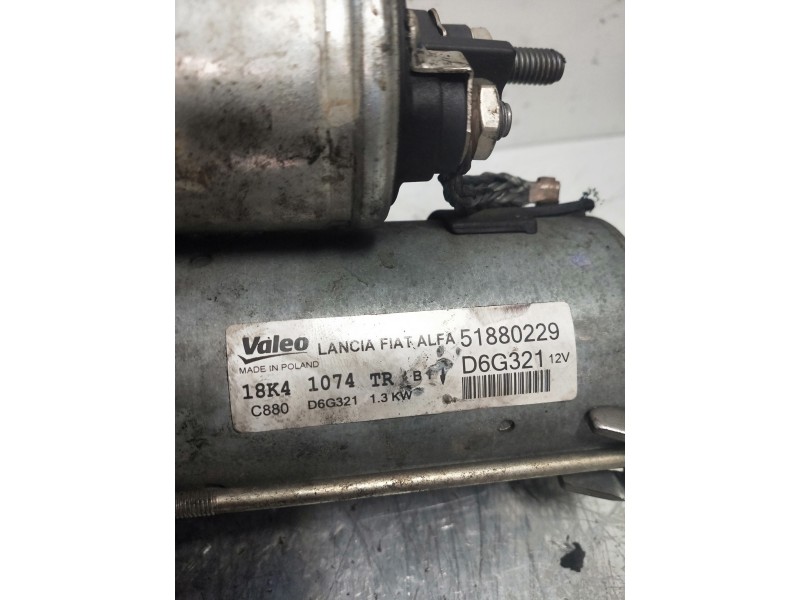 Valeo LANCIA FIAT ALFA 51880229
MADE IN POLAND D6G321 12V
18K4 1074 TR B
C880 D6G321 1.3 KW